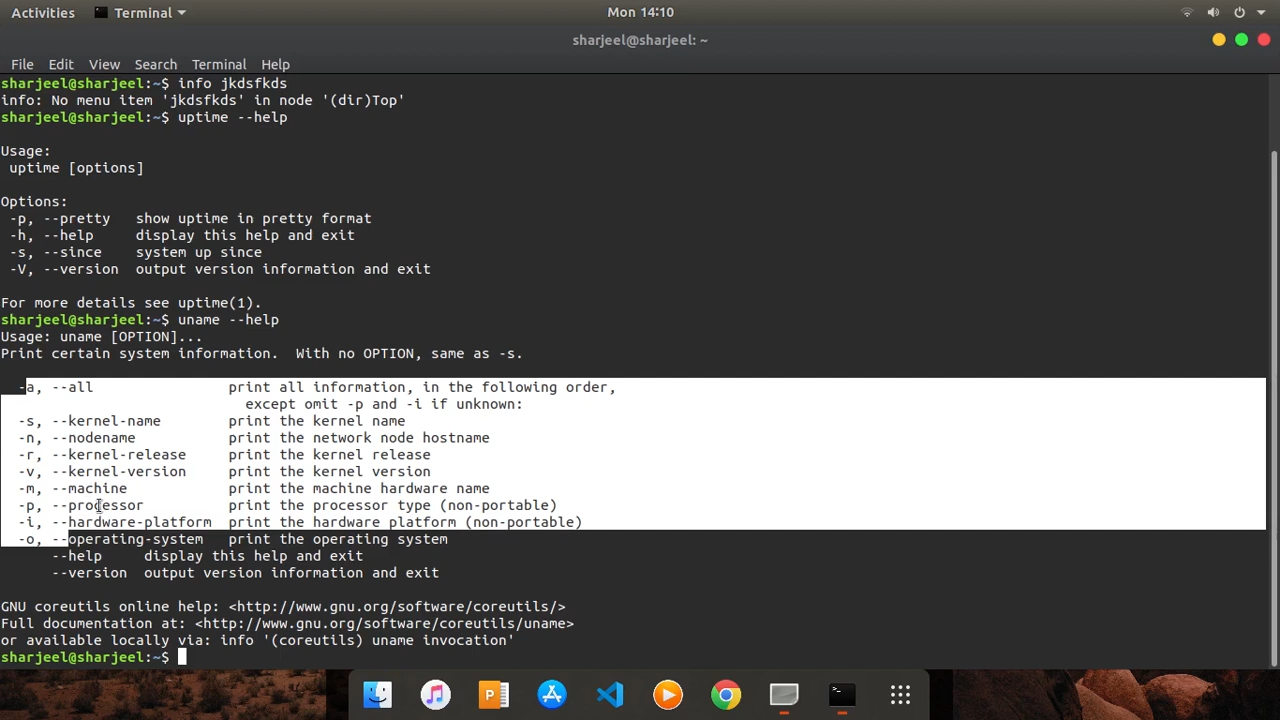 Activities Terminal Mon 14:10
sharjeel@sharjeel: ~
File Edit View Search Terminal Help
sharjeel@sharjeel:~$ info jkdsfkds
info: No menu item 'jkdsfkds' in node '(dir)Top'
sharjeel@sharjeel:~$ uptime --help
Usage:
 uptime [options]
Options:
 -p, --pretty   show uptime in pretty format
 -h, --help     display this help and exit
 -s, --since    system up since
 -V, --version  output version information and exit
For more details see uptime(1).
sharjeel@sharjeel:~$ uname --help
Usage: uname [OPTION]...
Print certain system information.  With no OPTION, same as -s.
  -a, --all                print all information, in the following order,
                             except omit -p and -i if unknown:
  -s, --kernel-name        print the kernel name
  -n, --nodename           print the network node hostname
  -r, --kernel-release     print the kernel release
  -v, --kernel-version     print the kernel version
  -m, --machine            print the machine hardware name
  -p, --processor          print the processor type (non-portable)
  -i, --hardware-platform  print the hardware platform (non-portable)
  -o, --operating-system   print the operating system
      --help     display this help and exit
      --version  output version information and exit
GNU coreutils online help: <http://www.gnu.org/software/coreutils/>
Full documentation at: <http://www.gnu.org/software/coreutils/uname>
or available locally via: info '(coreutils) uname invocation'
sharjeel@sharjeel:~$